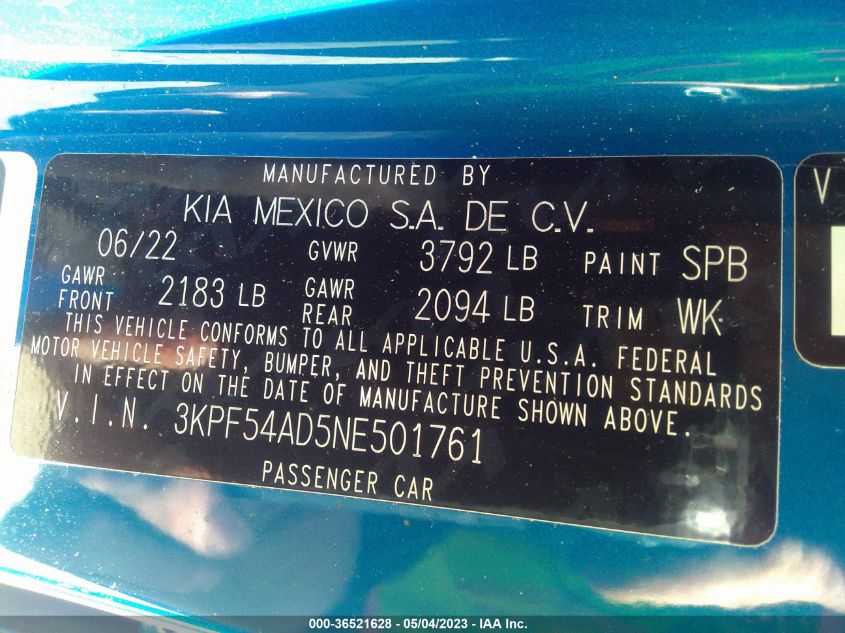 MANUFACTURED BY
KIA MEXICO S.A. DE C.V.
06/22 GVWR 3792 LB PAINT SPB
GAWR FRONT 2183 LB GAWR REAR 2094 LB TRIM WK
THIS VEHICLE CONFORMS TO ALL APPLICABLE U.S.A. FEDERAL
MOTOR VEHICLE SAFETY, BUMPER, AND THEFT PREVENTION STANDARDS
IN EFFECT ON THE DATE OF MANUFACTURE SHOWN ABOVE.
V.I.N. 3KPF54AD5NE501761
PASSENGER CAR
V
000-36521628 - 05/04/2023 - IAA Inc.